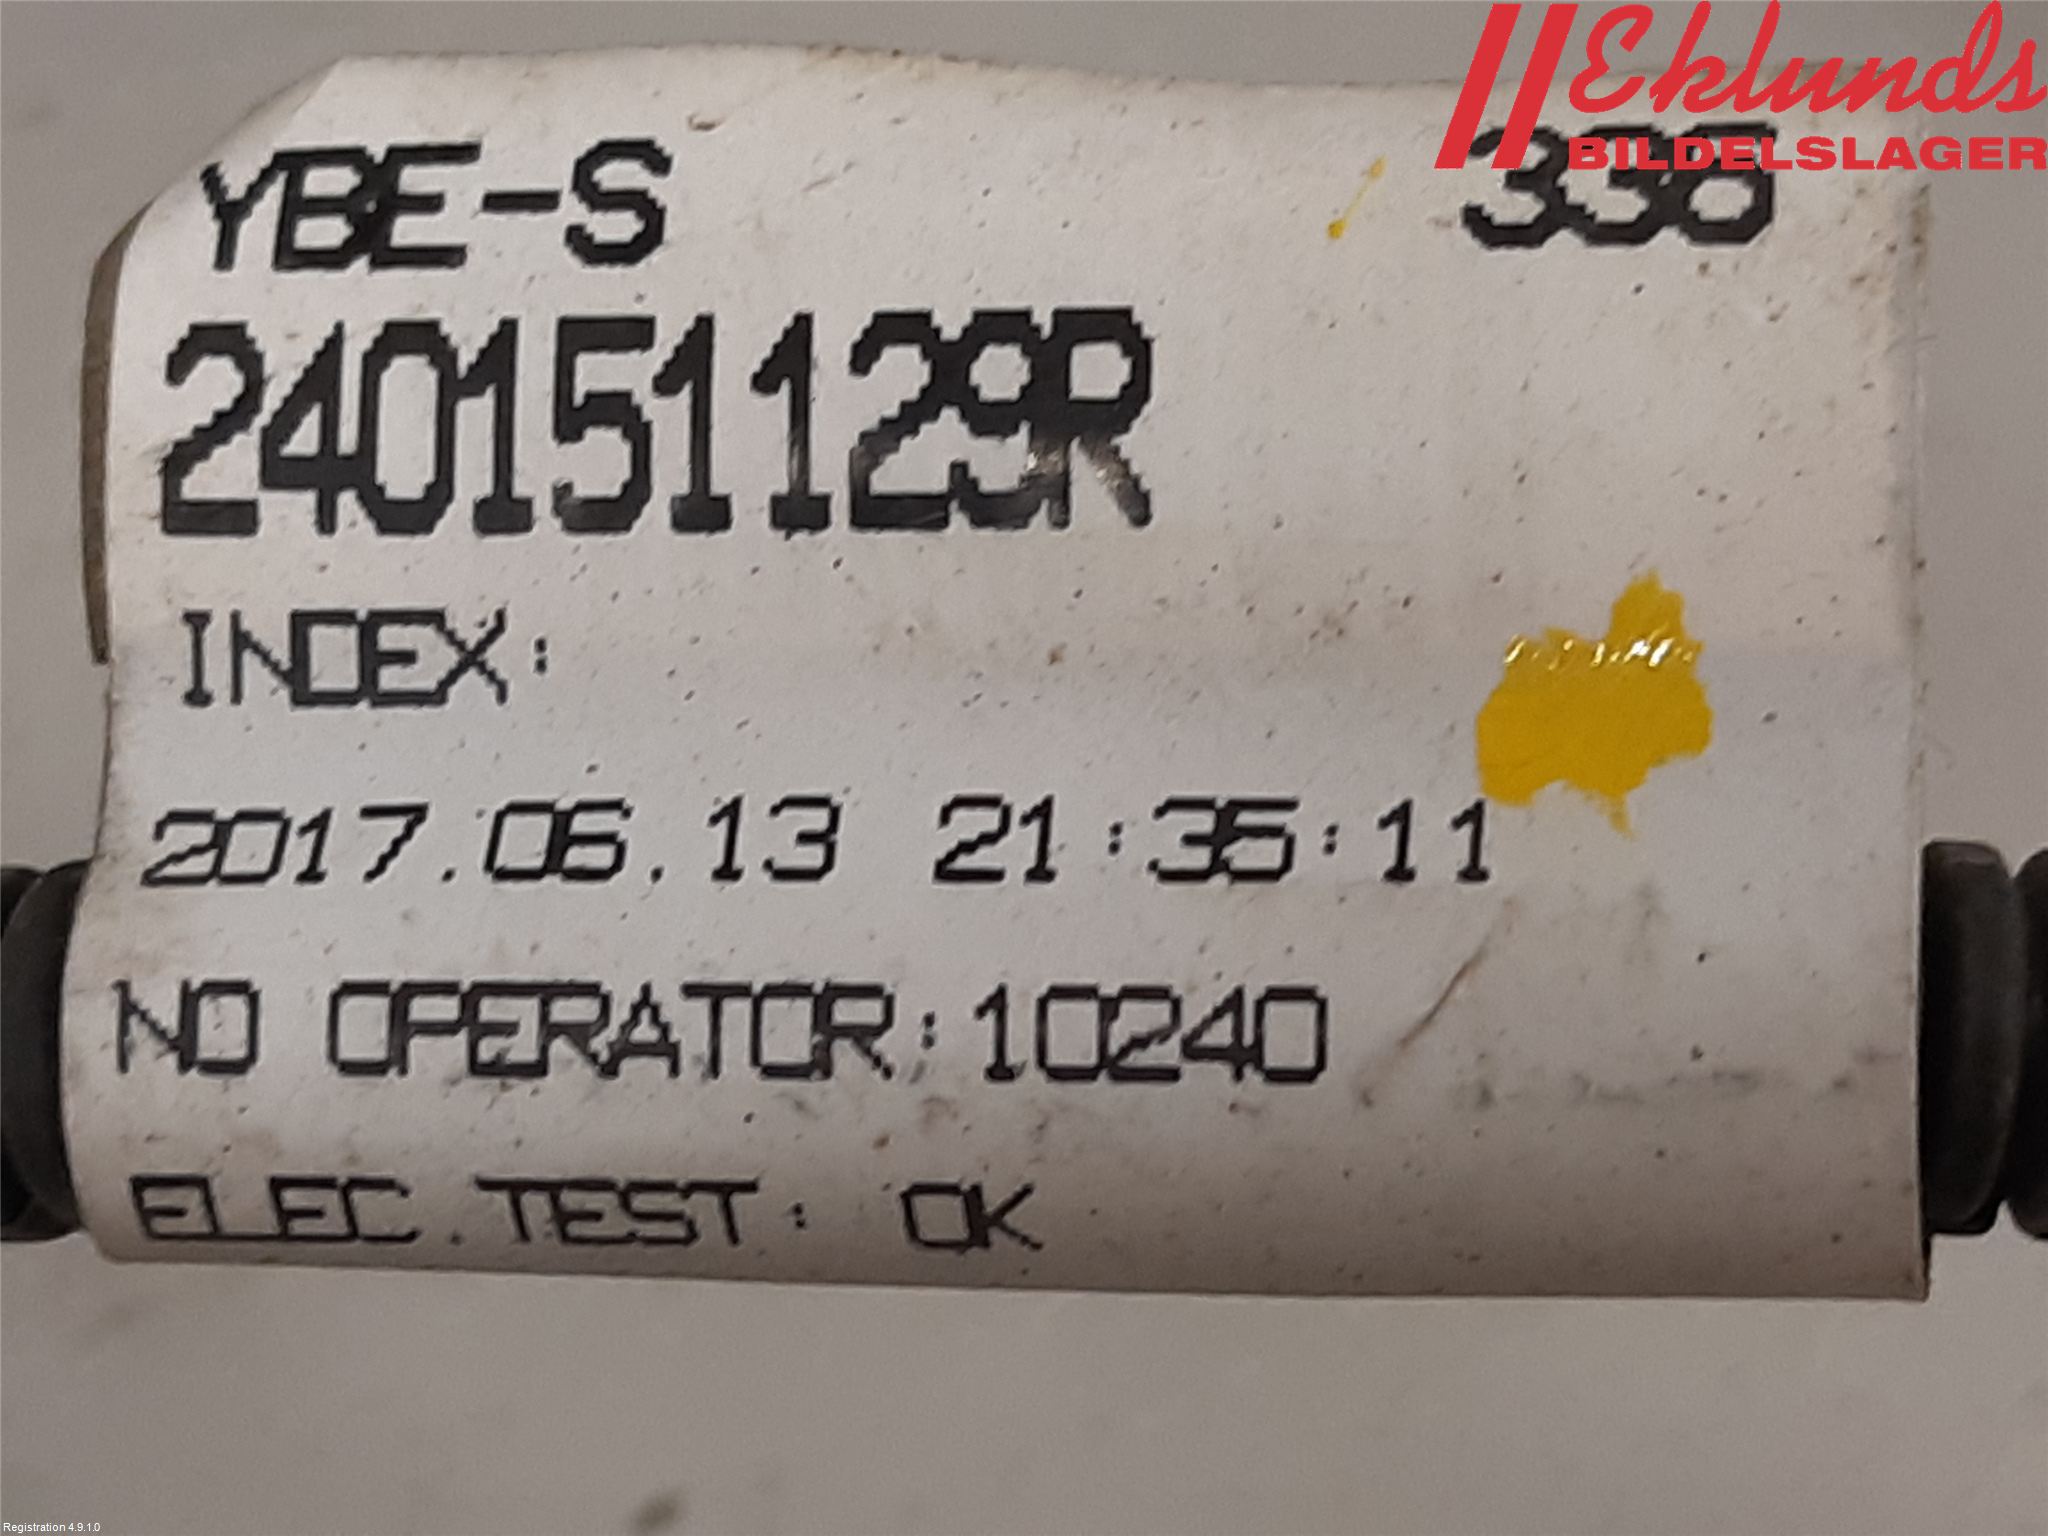 Eklunds
BILDELSLAGER
YBE-S
240151129R
INDEX:
2017.06.13 21:35:11
NO OPERATOR:10240
ELEC.TEST: OK
Registration 4.9.1.0